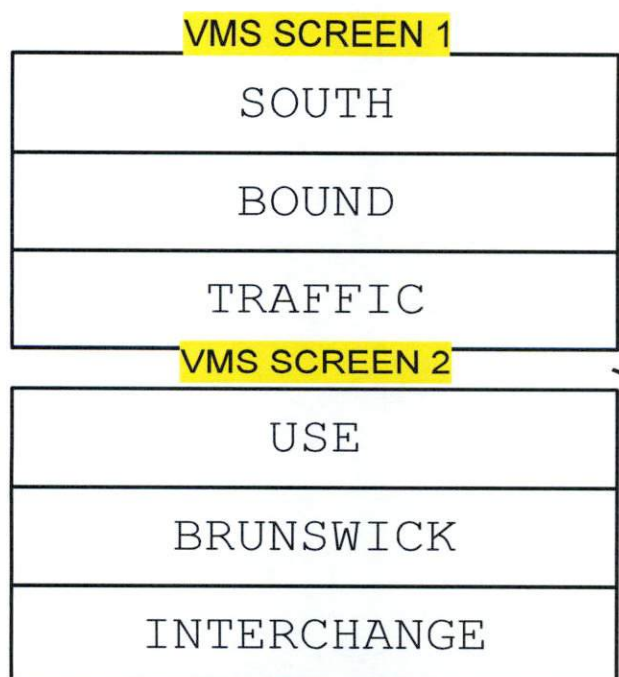 VMS SCREEN 1
SOUTH
BOUND
TRAFFIC
VMS SCREEN 2
USE
BRUNSWICK
INTERCHANGE